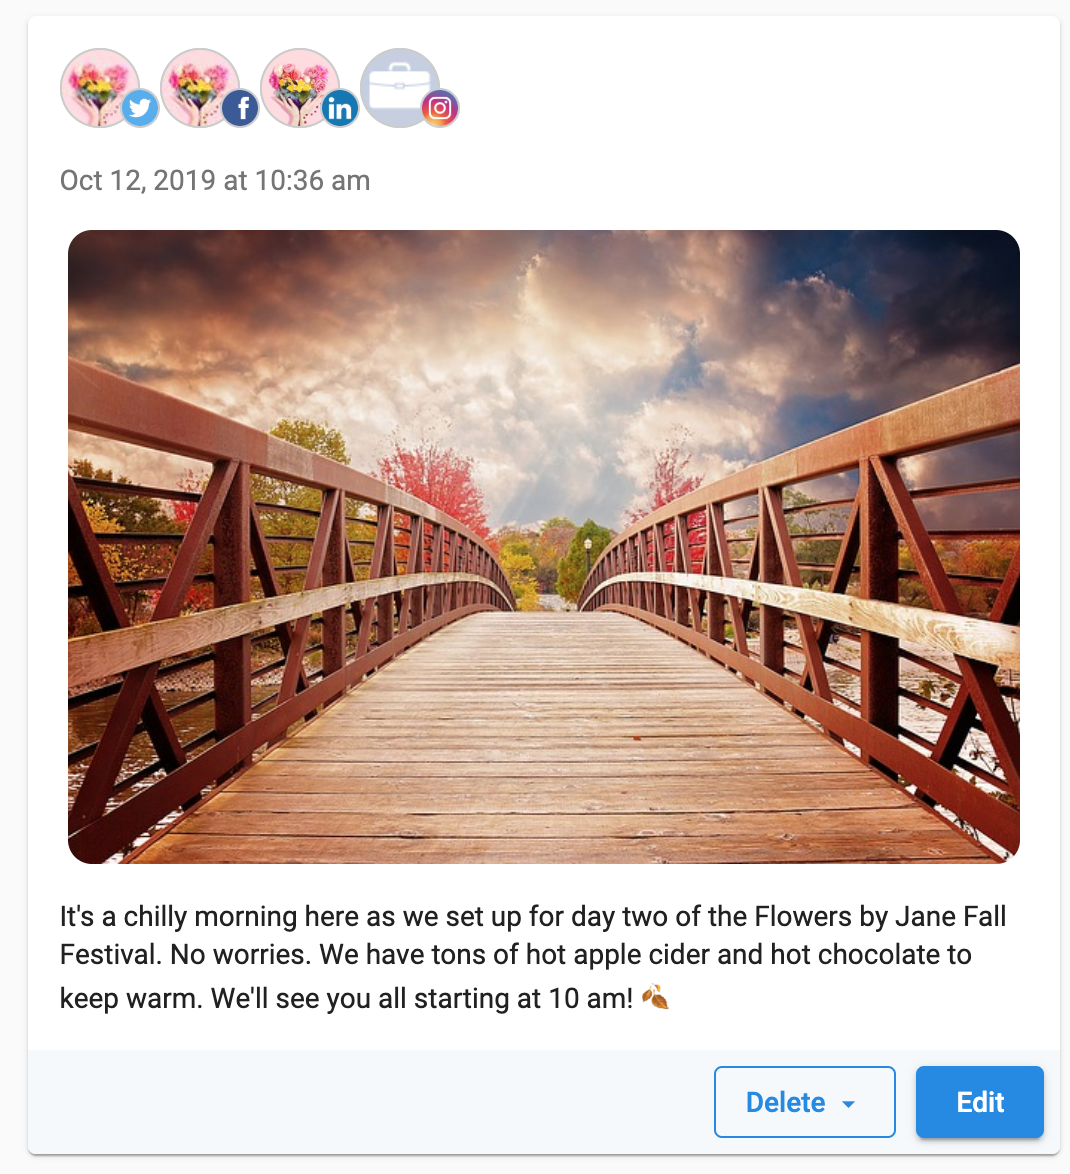 in
Oct 12, 2019 at 10:36 am
It's a chilly morning here as we set up for day two of the Flowers by Jane Fall
Festival. No worries. We have tons of hot apple cider and hot chocolate to
keep warm. We'll see you all starting at 10 am! 🍂
Delete
Edit